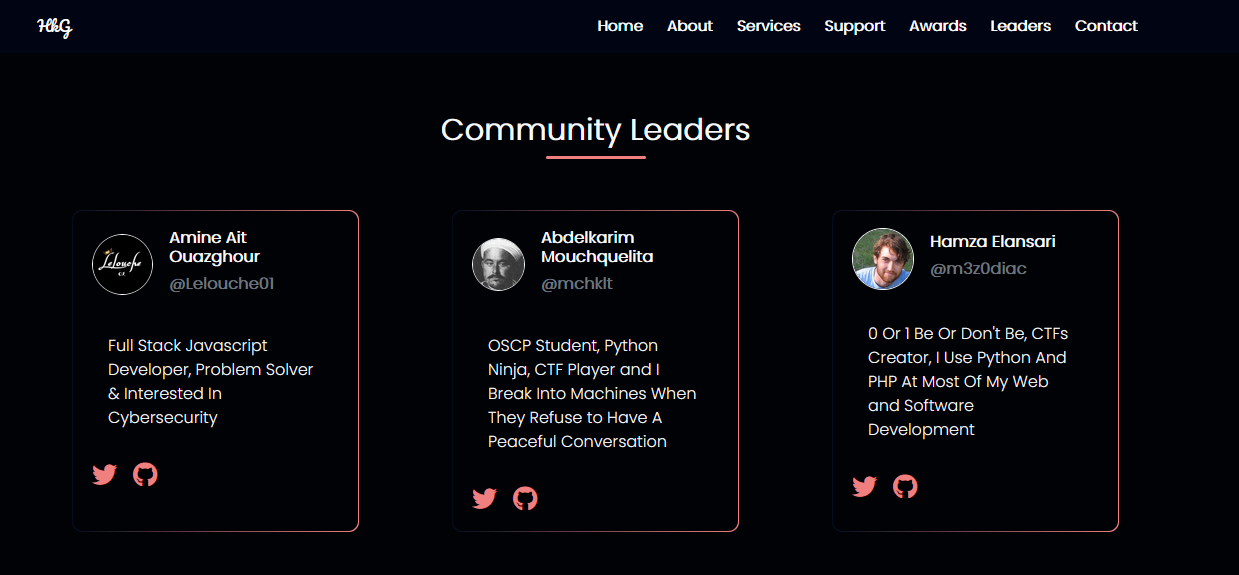 HkG
Home About Services Support Awards Leaders Contact
Community Leaders
Amine Ait
Ouazghour
@Lelouche01
Lelouche
Full Stack Javascript
Developer, Problem Solver
& Interested In
Cybersecurity
Abdelkarim
Mouchquelita
@mchklt
OSCP Student, Python
Ninja, CTF Player and I
Break Into Machines When
They Refuse to Have A
Peaceful Conversation
Hamza Elansari
@m3z0diac
0 Or 1 Be Or Don't Be, CTFs
Creator, I Use Python And
PHP At Most Of My Web
and Software
Development